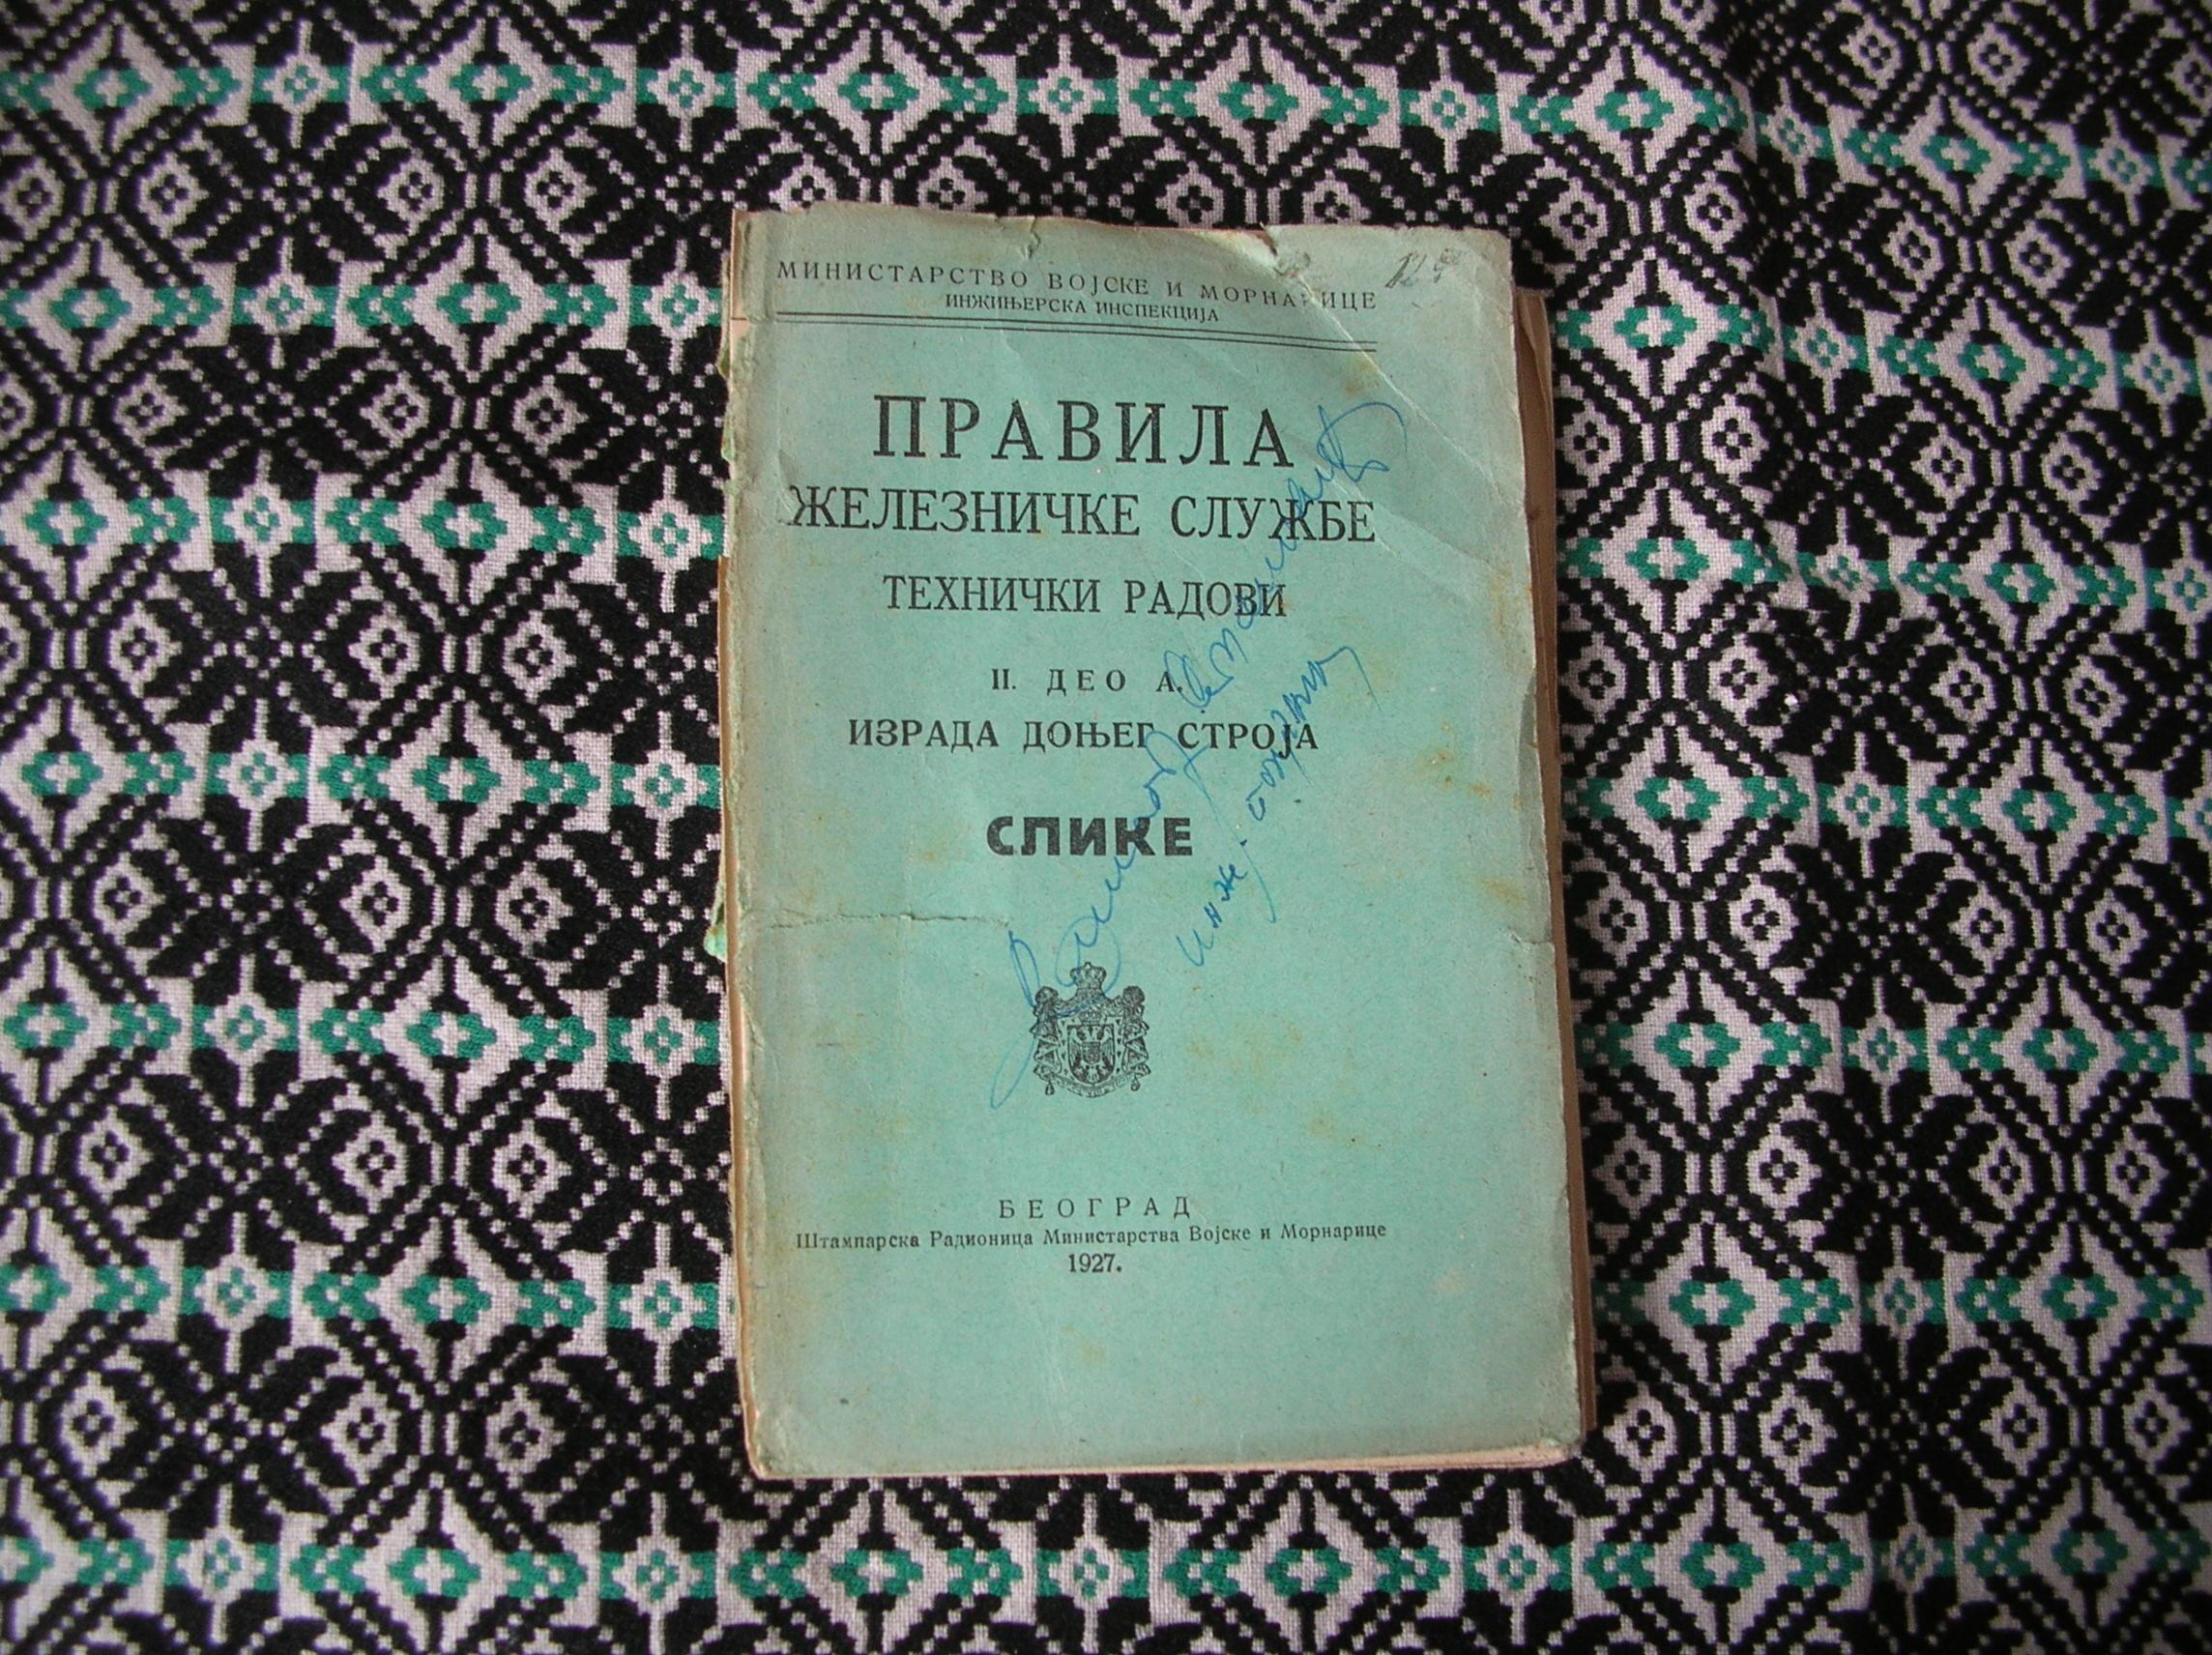 МИНИСТАРСТВО ВОЈСКЕ И МОРНАРИЦЕ
ИНЖИЊЕРСКА ИНСПЕКЦИЈА
ПРАВИЛА
ЖЕЛЕЗНИЧКЕ СЛУЖБЕ
ТЕХНИЧКИ РАДОВИ
II. ДЕО А.
ИЗРАДА ДОЊЕГ СТРОЈА
СЛИКЕ
инж.
БЕОГРАД
Штампарска Радионица Министарства Војске и Морнарице
1927.